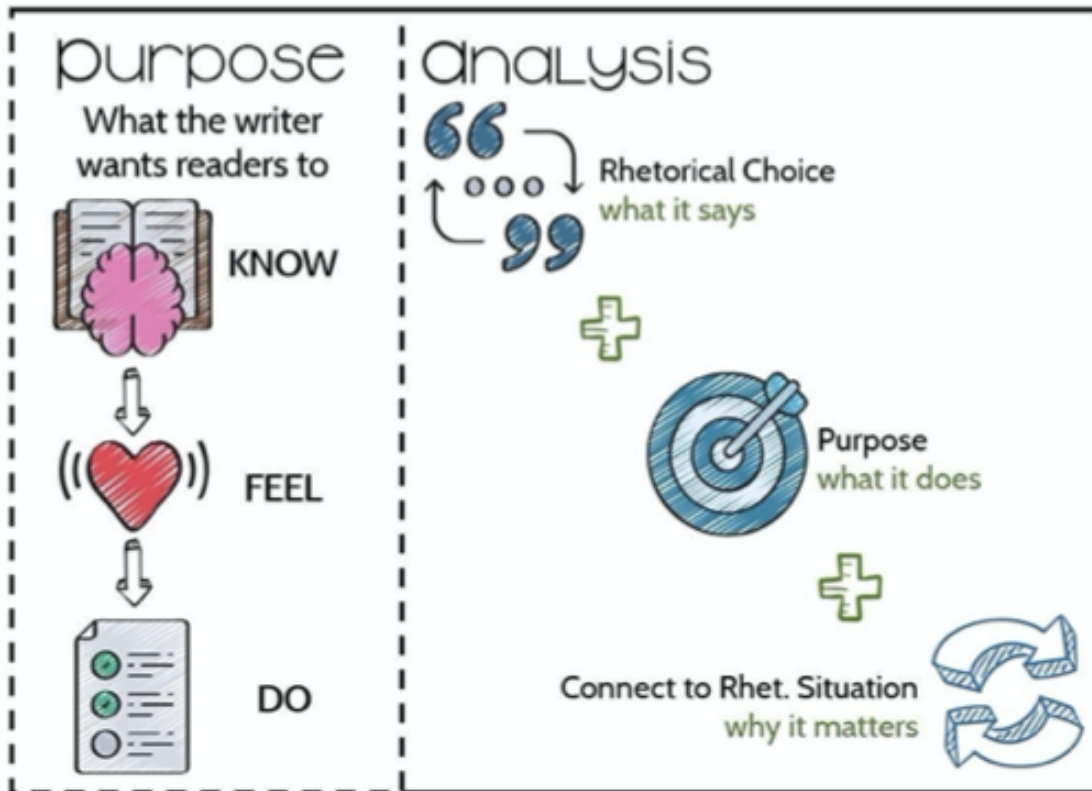 purpose
What the writer
wants readers to
KNOW
FEEL
DO
analysis
Rhetorical Choice
what it says
Purpose
what it does
Connect to Rhet. Situation
why it matters